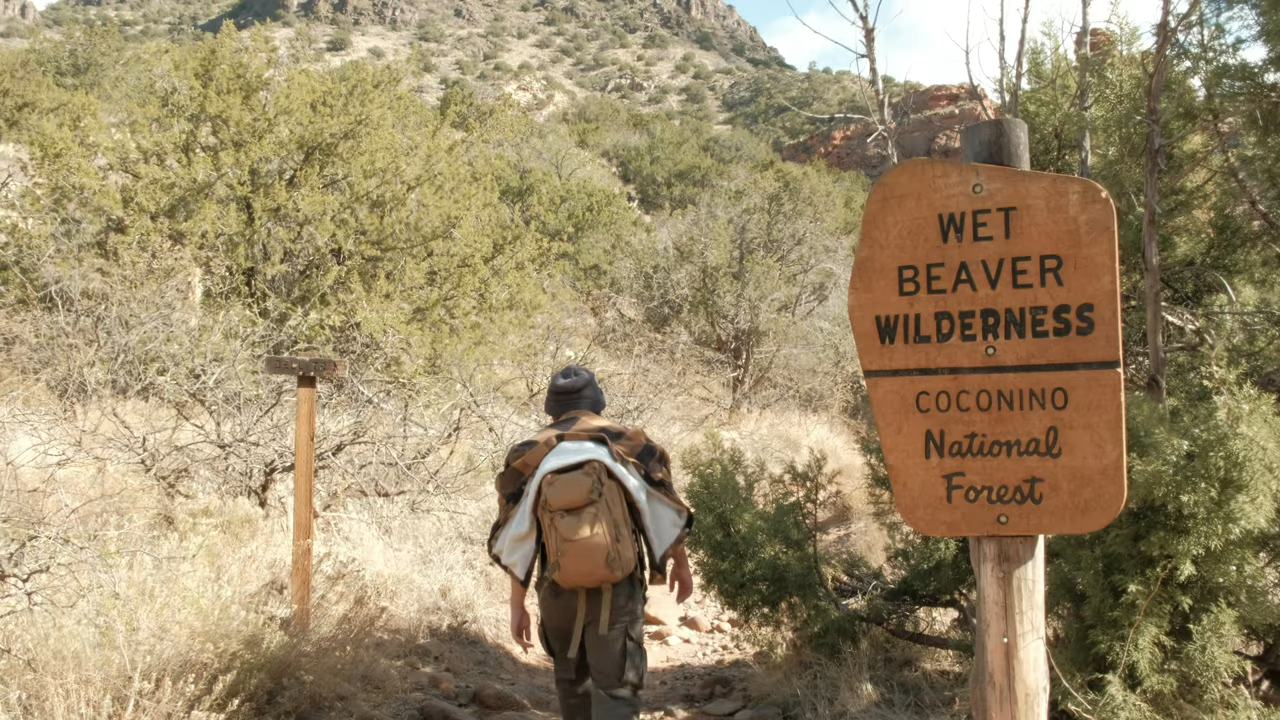 WET
BEAVER
WILDERNESS
COCONINO
National
Forest